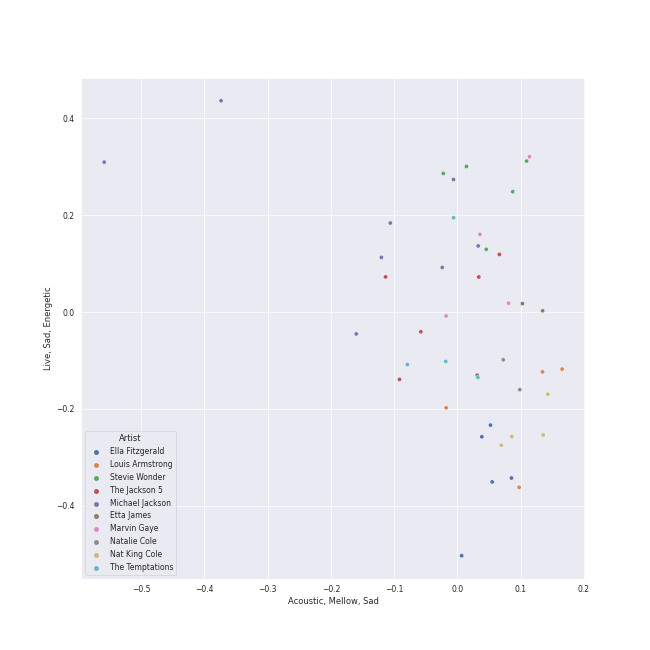 0.4
0.2
0.0
−0.2
−0.4
Live, Sad, Energetic
Artist
Ella Fitzgerald
Louis Armstrong
Stevie Wonder
The Jackson 5
Michael Jackson
Etta James
Marvin Gaye
Natalie Cole
Nat King Cole
The Temptations
−0.5 −0.4 −0.3 −0.2 −0.1 0.0 0.1 0.2
Acoustic, Mellow, Sad